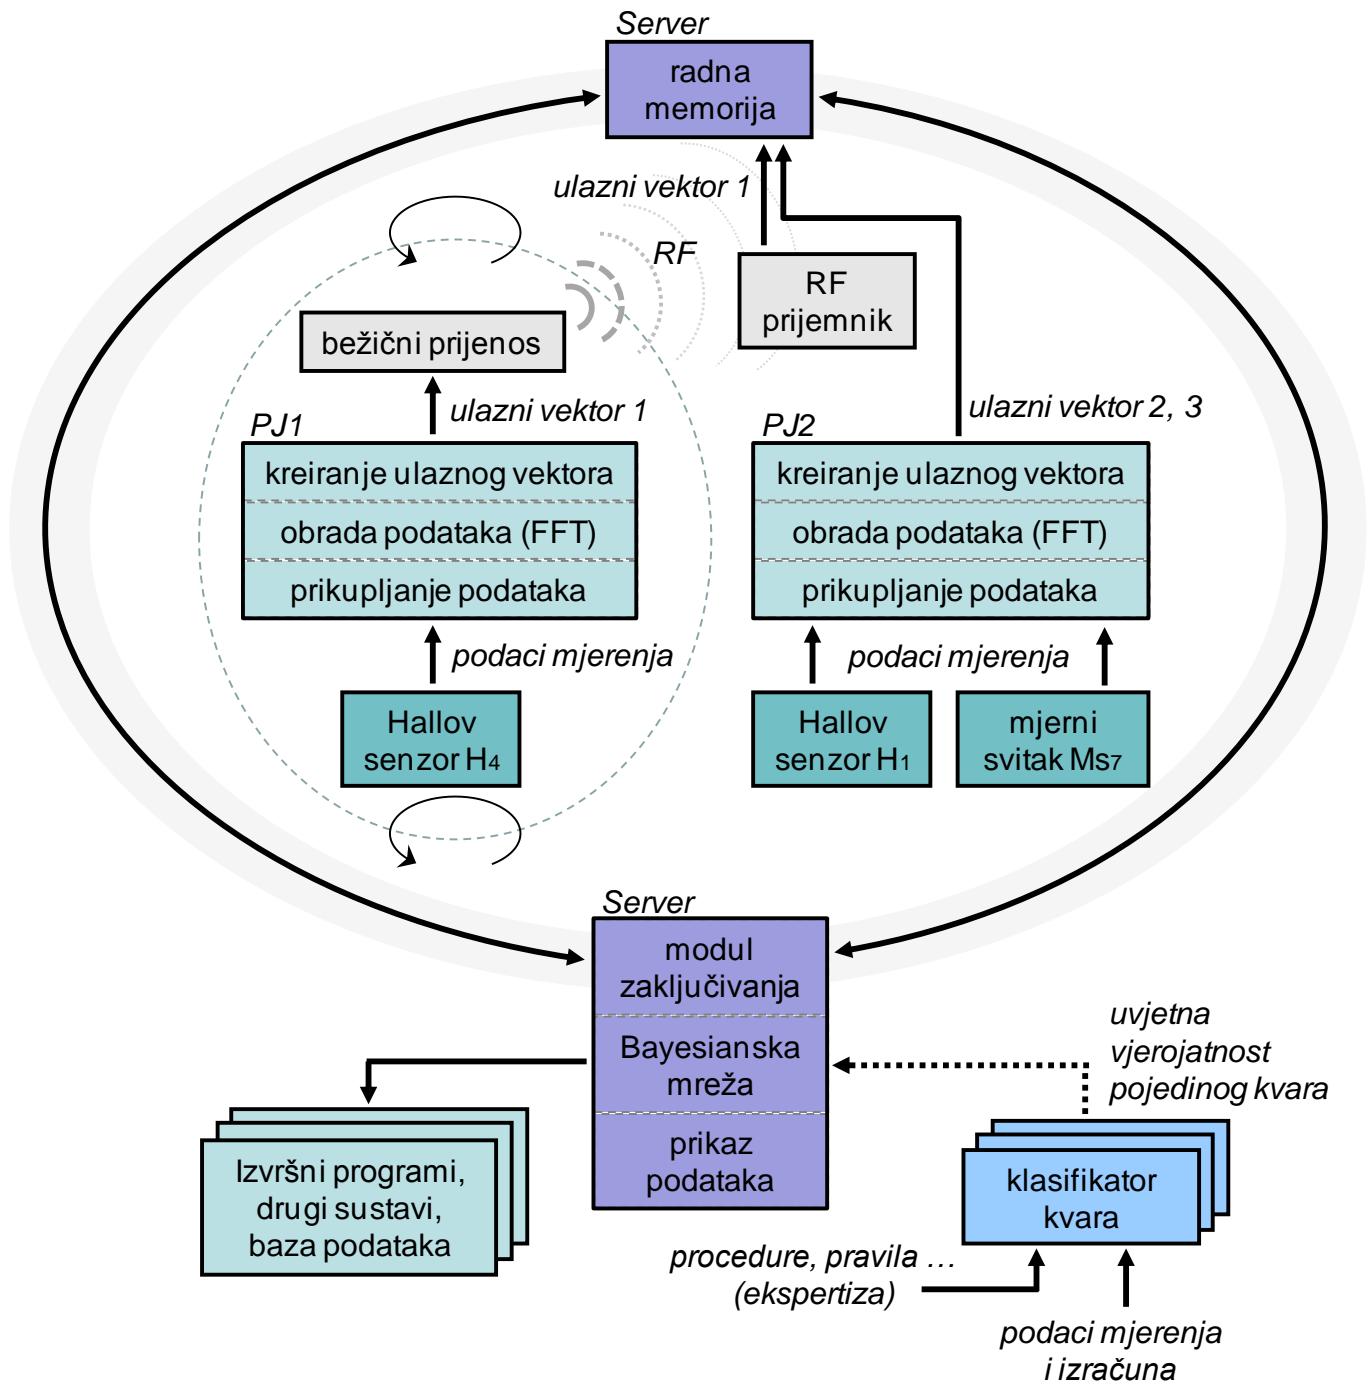 Server
radna
memorija
ulazni vektor 1
RF
RF
prijemnik
bežični prijenos
ulazni vektor 1
ulazni vektor 2, 3
PJ1
kreiranje ulaznog vektora
obrada podataka (FFT)
prikupljanje podataka
PJ2
kreiranje ulaznog vektora
obrada podataka (FFT)
prikupljanje podataka
podaci mjerenja
podaci mjerenja
Hallov
senzor H4
Hallov
senzor H1
mjerni
svitak Ms7
Server
modul
zaključivanja
Bayesianska
mreža
prikaz
podataka
uvjetna
vjerojatnost
pojedinog kvara
Izvršni programi,
drugi sustavi,
baza podataka
klasifikator
kvara
procedure, pravila …
(ekspertiza)
podaci mjerenja
i izračuna